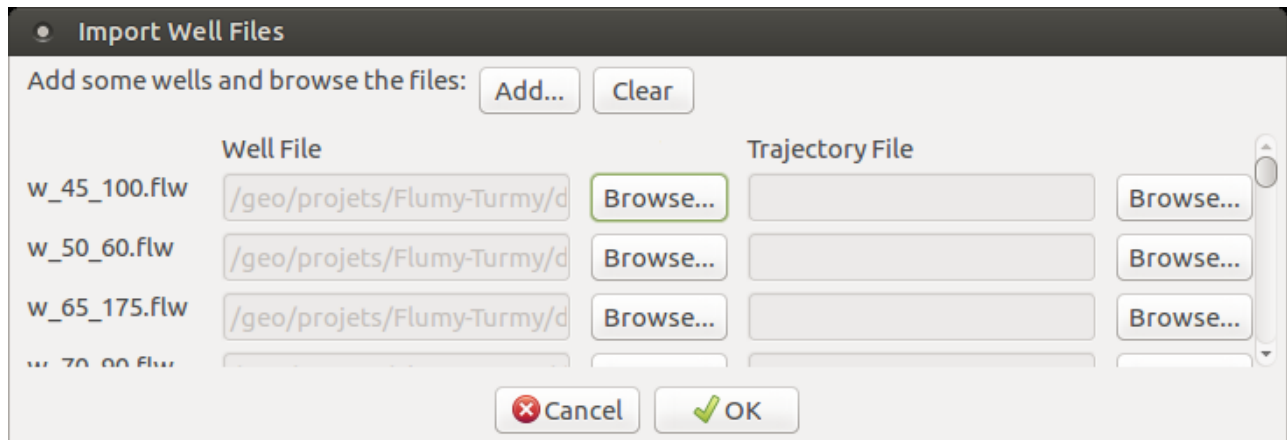 Import Well Files
Add some wells and browse the files: Add... Clear
Well File Trajectory File
w_45_100.flw /geo/projets/Flumy-Turmy/d Browse... Browse...
w_50_60.flw /geo/projets/Flumy-Turmy/d Browse... Browse...
w_65_175.flw /geo/projets/Flumy-Turmy/d Browse... Browse...
w_70_90.flw
Cancel OK